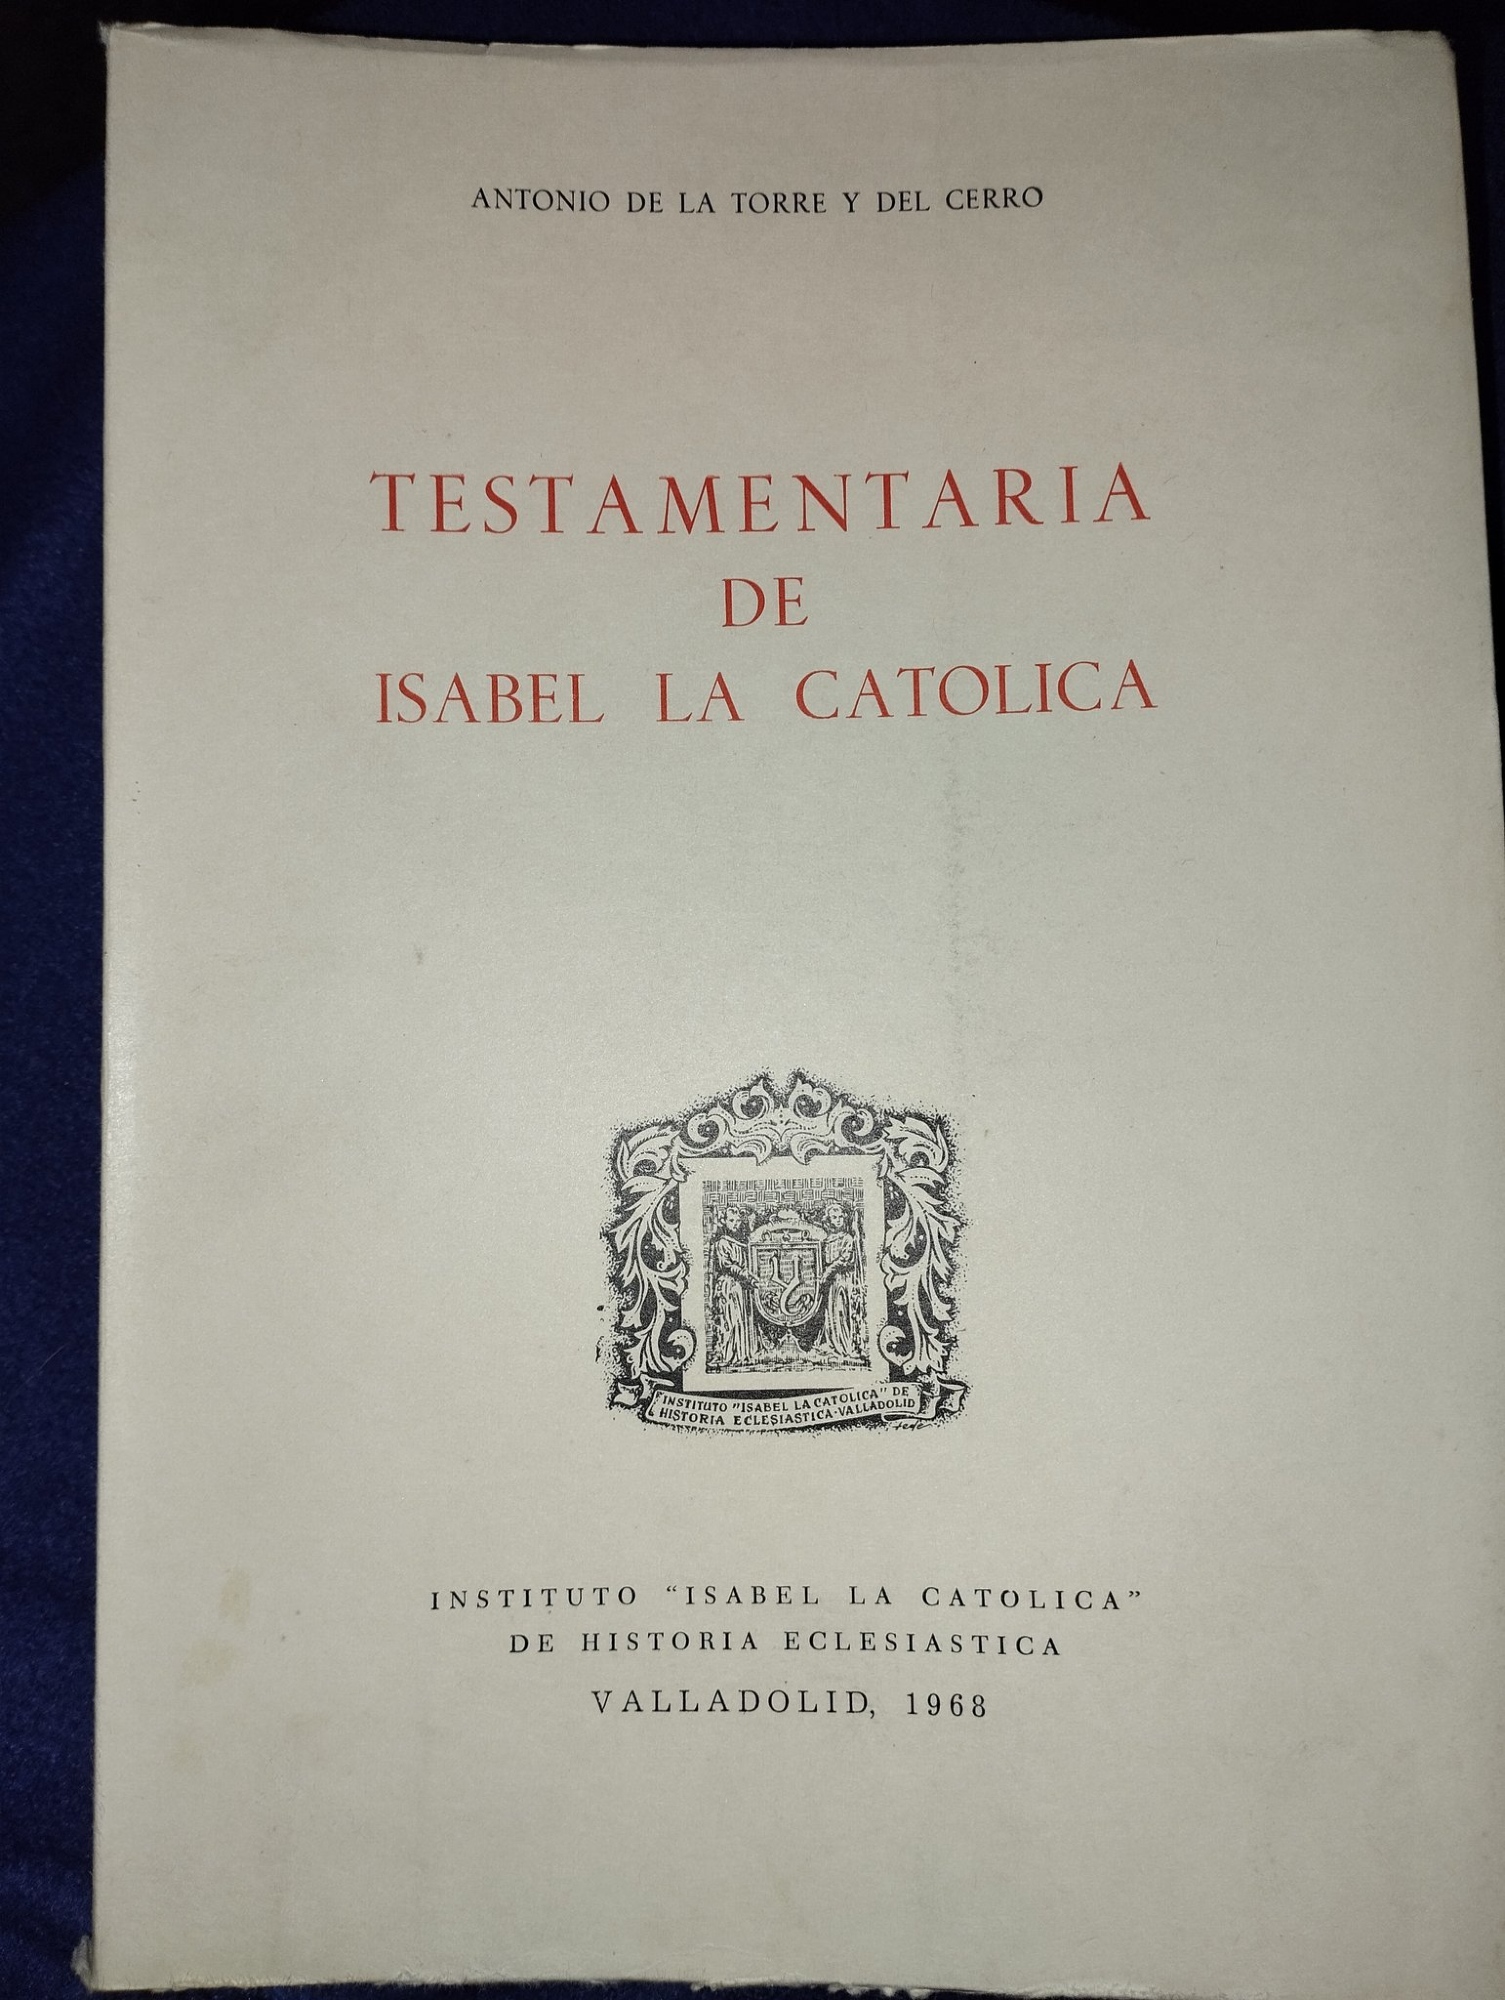 ANTONIO DE LA TORRE Y DEL CERRO
TESTAMENTARIA
DE
ISABEL LA CATOLICA
INSTITUTO "ISABEL LA CATOLICA" DE
HISTORIA ECLESIASTICA-VALLADOLID
INSTITUTO “ISABEL LA CATOLICA”
DE HISTORIA ECLESIASTICA
VALLADOLID, 1968